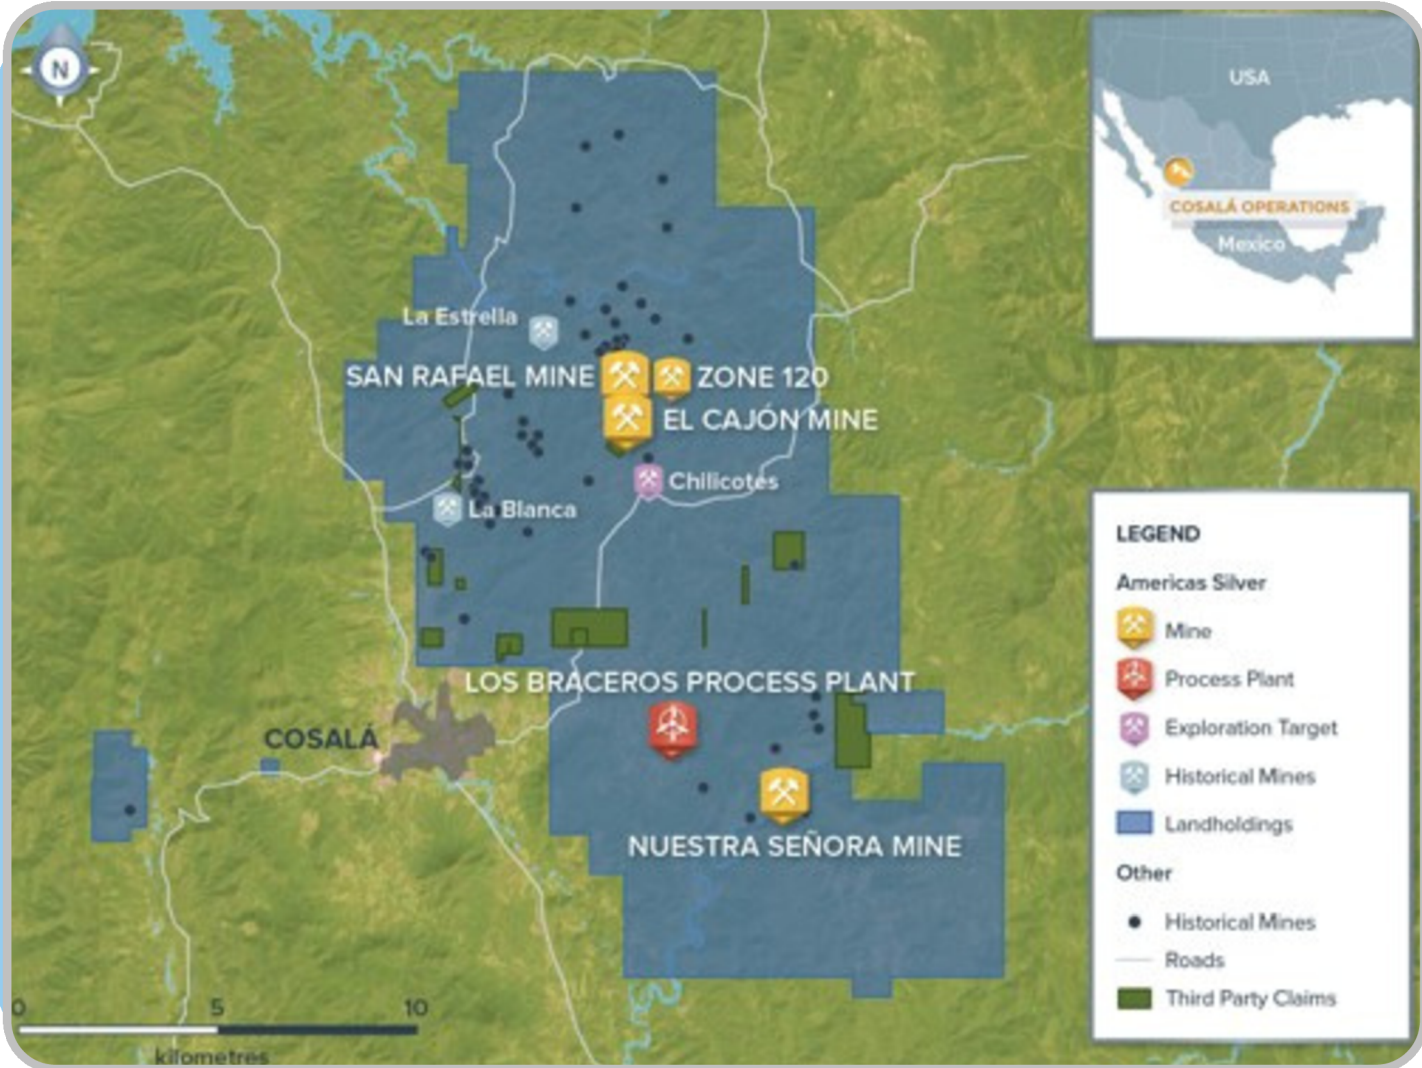 N
USA
COSALÁ OPERATIONS
Mexico
La Estrella
SAN RAFAEL MINE
ZONE 120
EL CAJÓN MINE
Chilicotes
La Blanca
LOS BRACEROS PROCESS PLANT
COSALÁ
NUESTRA SEÑORA MINE
0 5 10
kilometres
LEGEND
Americas Silver
Mine
Process Plant
Exploration Target
Historical Mines
Landholdings
Other
Historical Mines
Roads
Third Party Claims